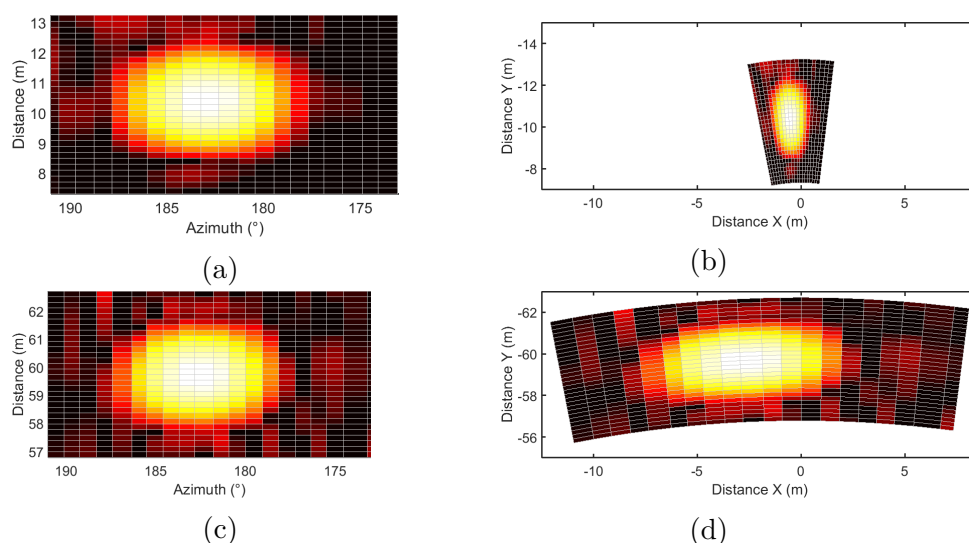 13
12
11
10
9
8
Distance (m)
190 185 180 175
Azimuth (°)
(a)
-14
-12
-10
-8
Distance Y (m)
-10 -5 0 5
Distance X (m)
(b)
62
61
60
59
58
57
Distance (m)
190 185 180 175
Azimuth (°)
(c)
-62
-60
-58
-56
Distance Y (m)
-10 -5 0 5
Distance X (m)
(d)